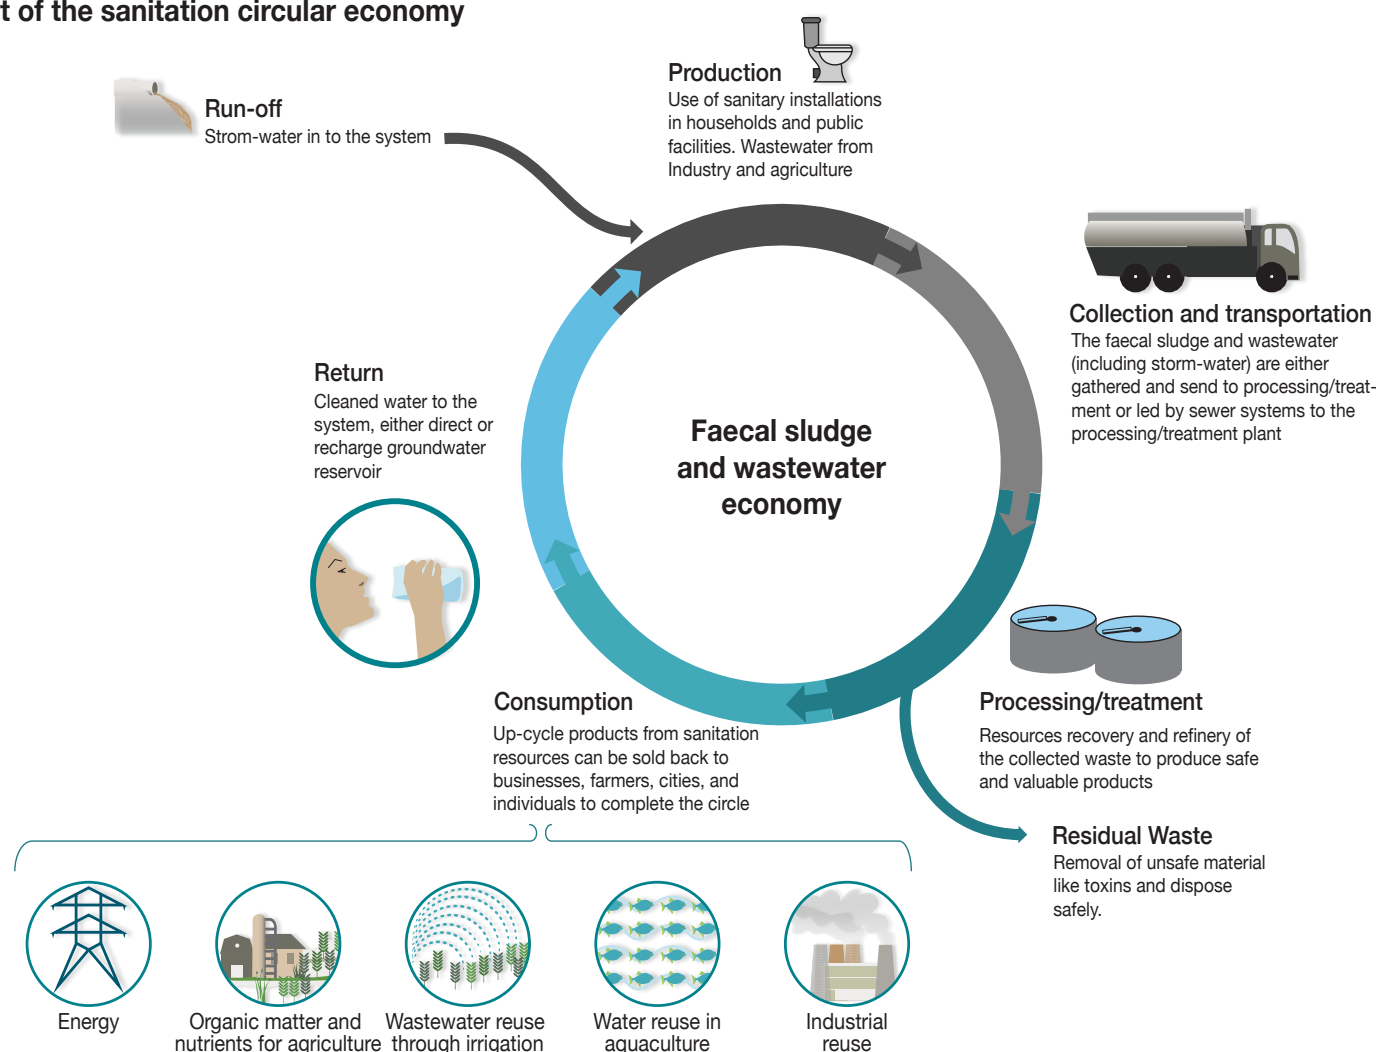 t of the sanitation circular economy
Run-off
Strom-water in to the system
Production
Use of sanitary installations
in households and public
facilities. Wastewater from
Industry and agriculture
Collection and transportation
The faecal sludge and wastewater
(including storm-water) are either
gathered and send to processing/treat-
ment or led by sewer systems to the
processing/treatment plant
Return
Cleaned water to the
system, either direct or
recharge groundwater
reservoir
Faecal sludge
and wastewater
economy
Processing/treatment
Resources recovery and refinery of
the collected waste to produce safe
and valuable products
Consumption
Up-cycle products from sanitation
resources can be sold back to
businesses, farmers, cities, and
individuals to complete the circle
Residual Waste
Removal of unsafe material
like toxins and dispose
safely.
Energy
Organic matter and
nutrients for agriculture
Wastewater reuse
through irrigation
Water reuse in
aquaculture
Industrial
reuse